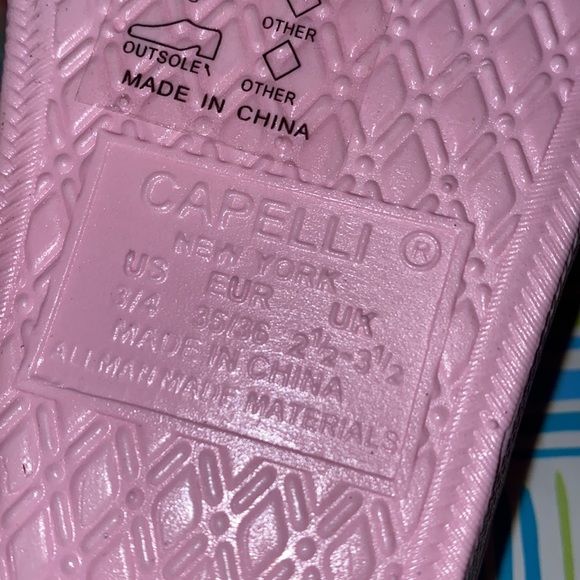 OTHER
OUTSOLE
OTHER
MADE IN CHINA
CAPELLI ®
NEW YORK
US EUR UK
3/4 35/36 2½-3½
MADE IN CHINA
ALL MAN MADE MATERIALS